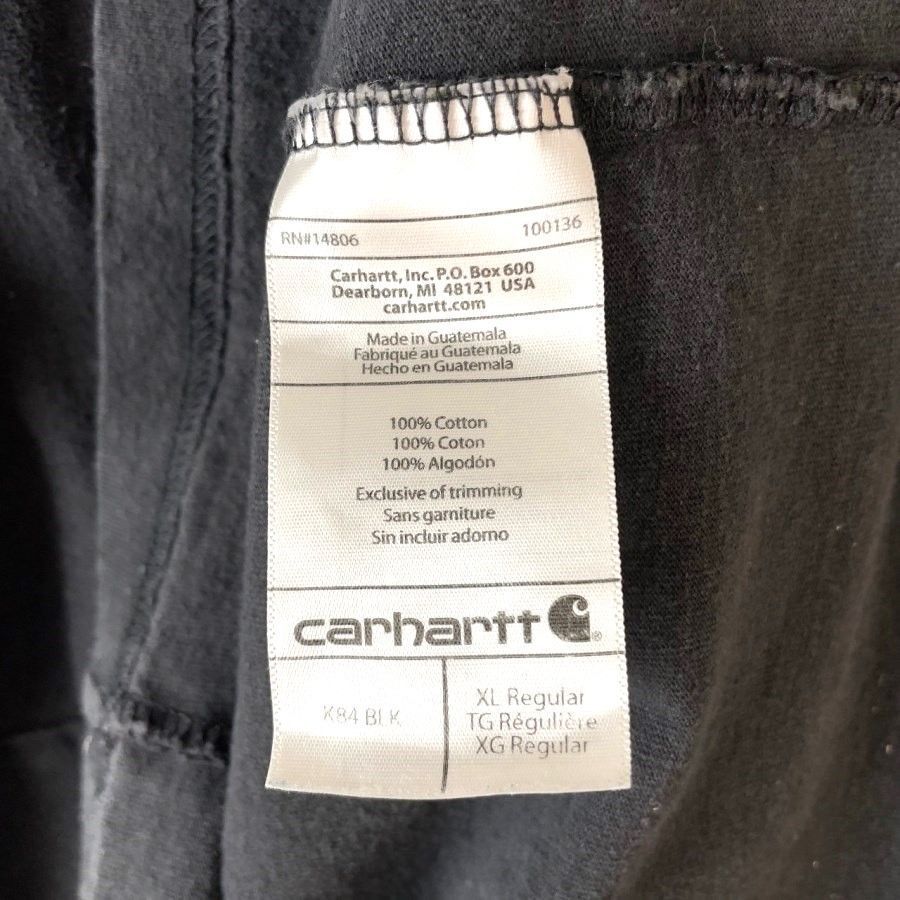 RN#14806 100136
Carhartt, Inc. P.O. Box 600
Dearborn, MI 48121 USA
carhartt.com
Made in Guatemala
Fabriqué au Guatemala
Hecho en Guatemala
100% Cotton
100% Coton
100% Algodón
Exclusive of trimming
Sans garniture
Sin incluir adorno
carhartt ®
K84 BLK
XL Regular
TG Régulière
XG Regular